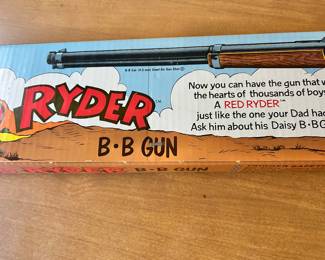 Now you can have the gun that w
the hearts of thousands of boys
A RED RYDER™
just like the one your Dad had
Ask him about his Daisy B•BG
RYDER
B•B GUN
RYDER B•B GUN